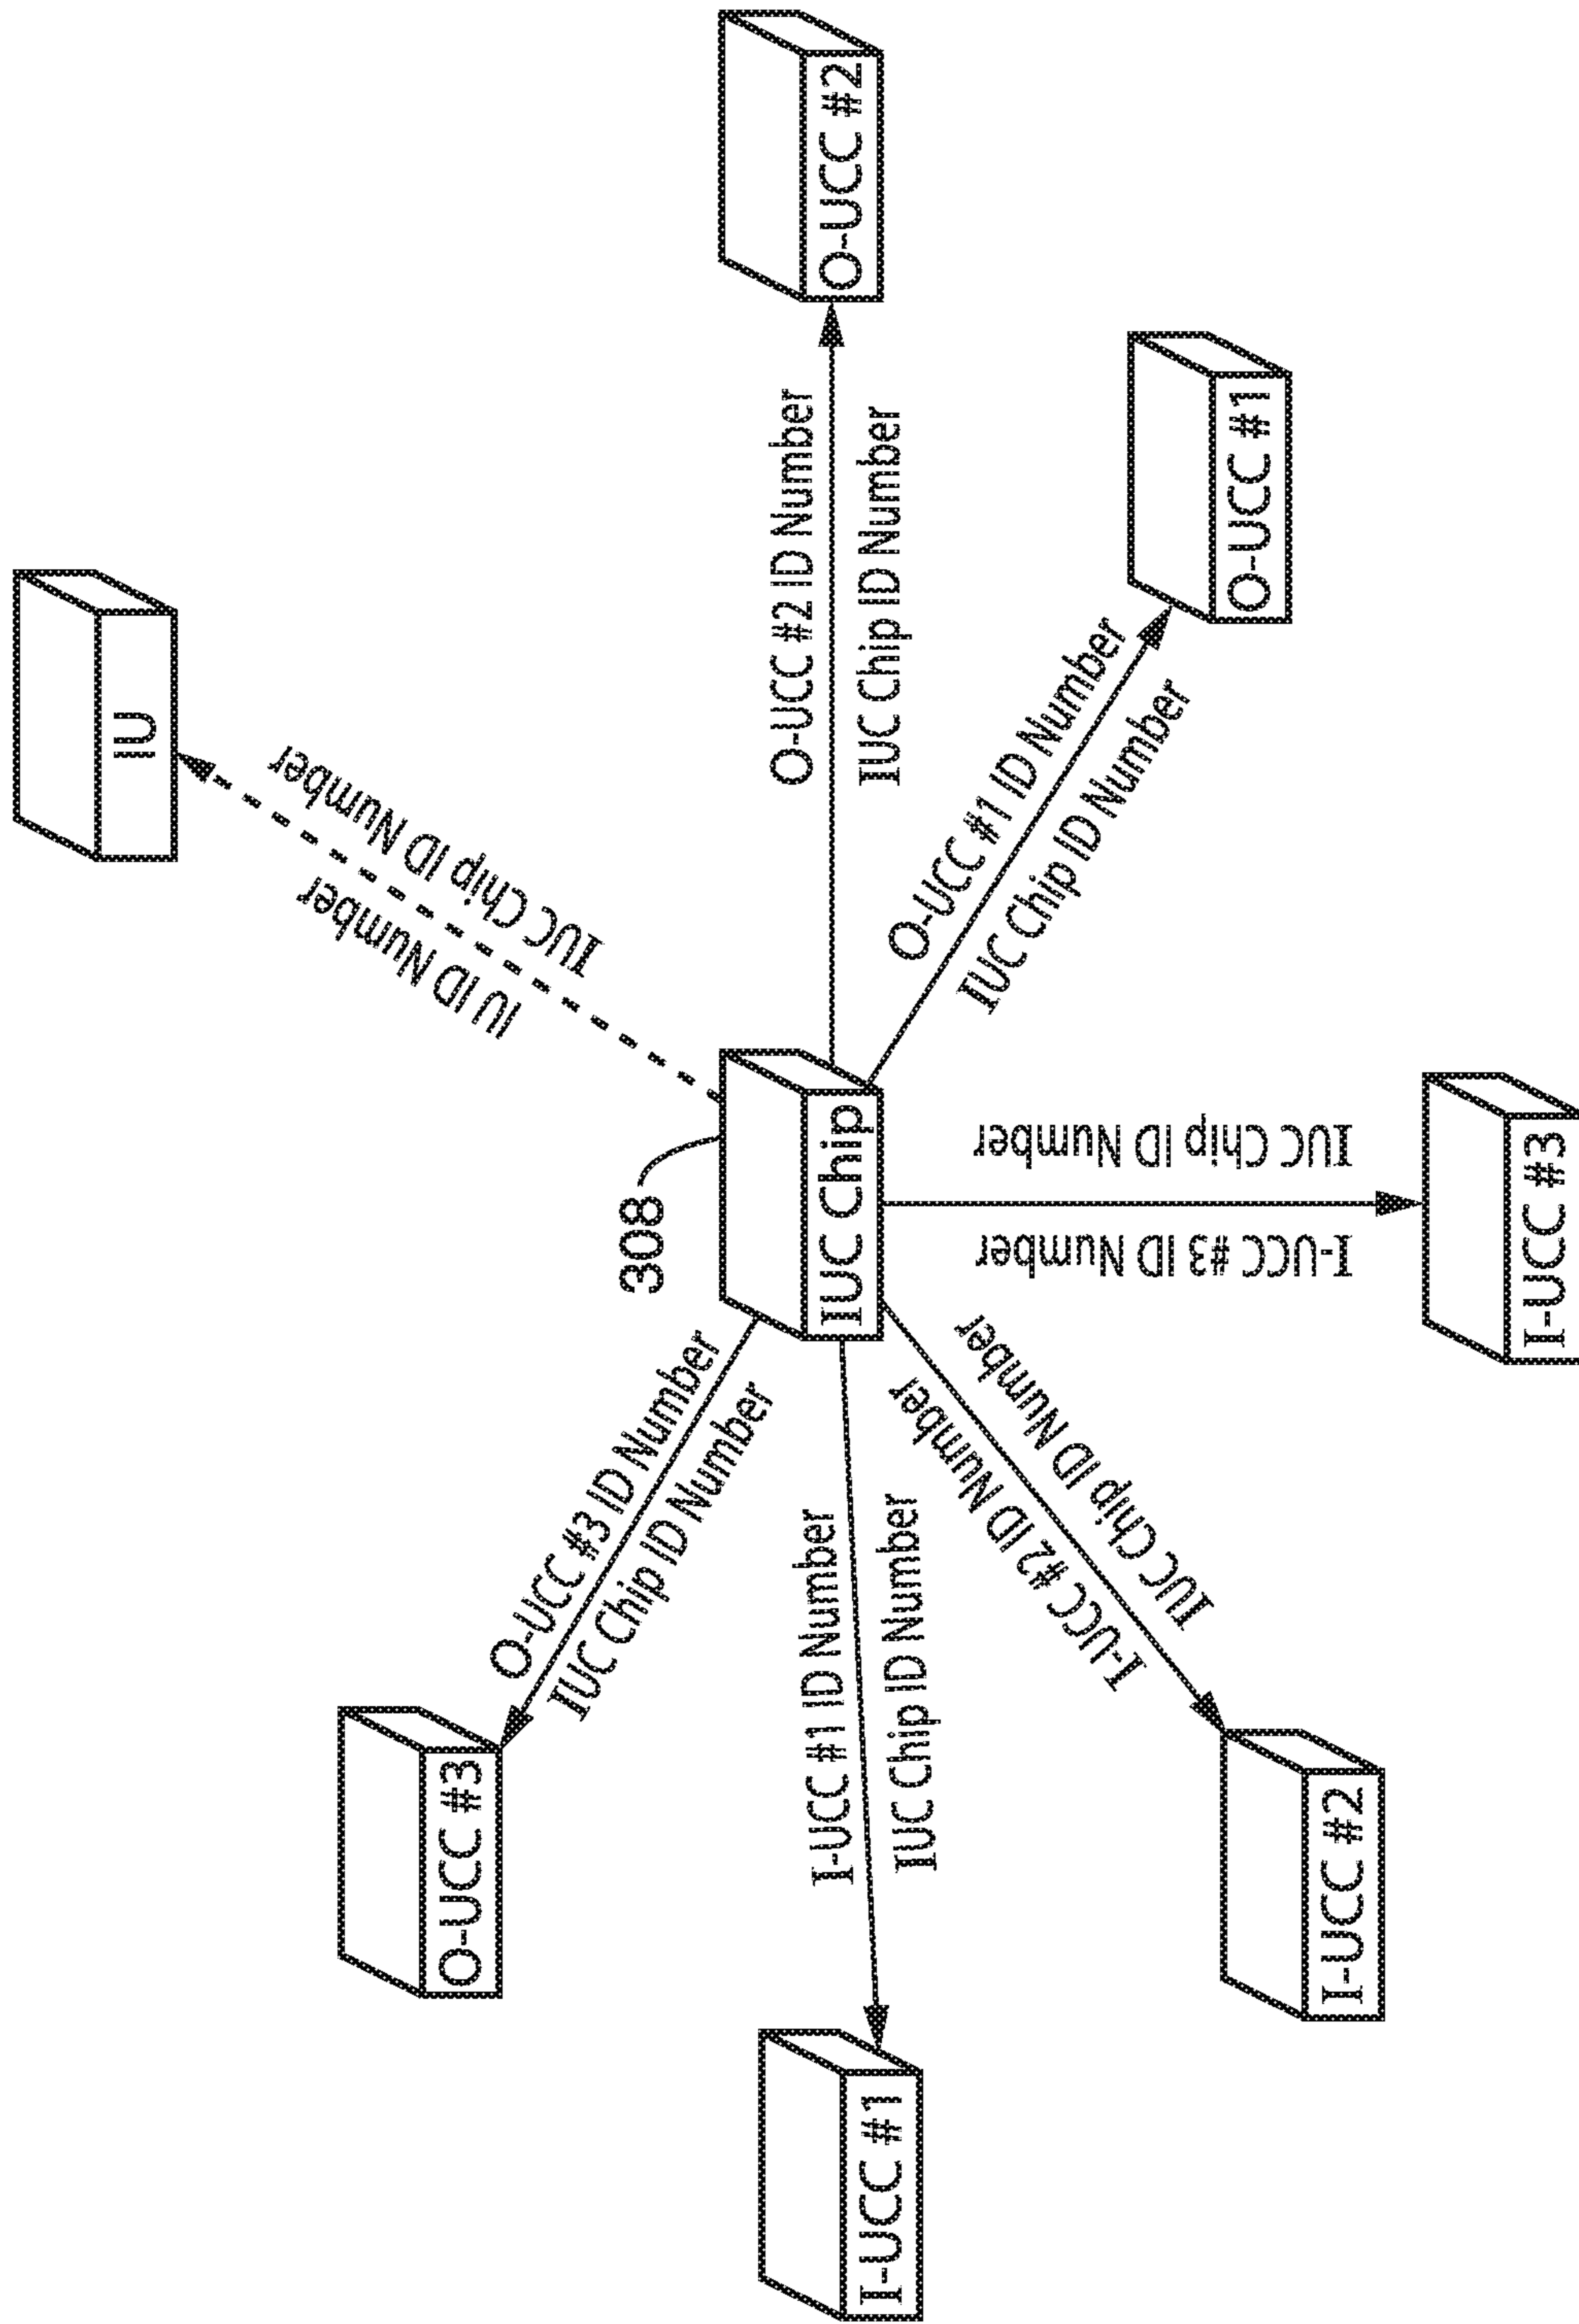 IU
IU ID Number
IUC Chip ID Number
O-UCC #3
O-UCC #3 ID Number
IUC Chip ID Number
308
IUC Chip
O-UCC #2 ID Number
IUC Chip ID Number
O-UCC #2
I-UCC #1
I-UCC #1 ID Number
IUC Chip ID Number
O-UCC #1 ID Number
IUC Chip ID Number
O-UCC #1
I-UCC #2 ID Number
IUC Chip ID Number
I-UCC #2
I-UCC #3 ID Number
IUC Chip ID Number
I-UCC #3